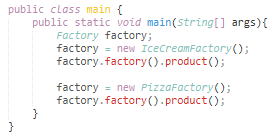 public class main {
    public static void main(String[] args){
        Factory factory;
        factory = new IceCreamFactory();
        factory.factory().product();

        factory = new PizzaFactory();
        factory.factory().product();
    }
}